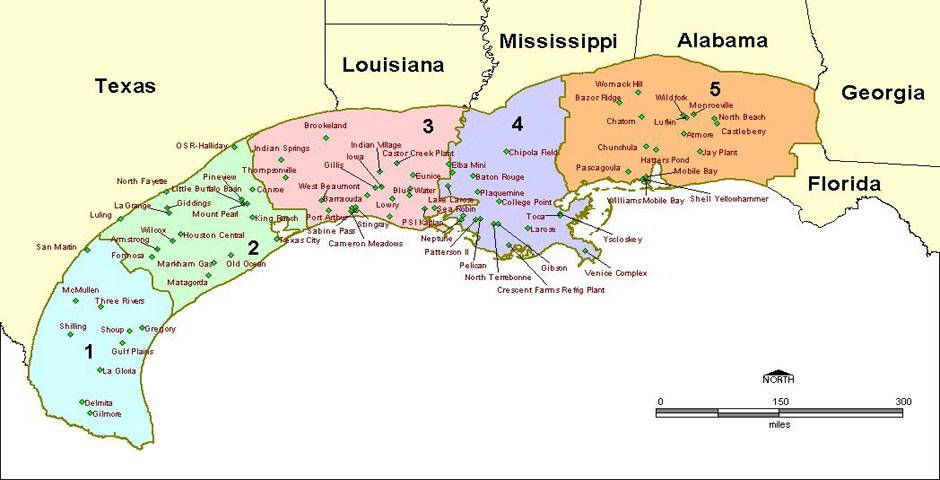 Mississippi
Alabama
Louisiana
Texas
Georgia
Florida
5
Womack Hill
Bazor Ridge
Wildfork
Monroeville
Chatom
Lufkin
North Beach
Castleberry
Atmore
Chunchula
Jay Plant
Hatters Pond
Pascagoula
Mobile Bay
Williams Mobile Bay
Shell Yellowhammer
4
Chipola Field
Elba Mini
Baton Rouge
Plaquemine
College Point
Toca
Larose
Yscloskey
Venice Complex
Neptune
Patterson II
Pelican
North Terrebonne
Gibson
Crescent Farms Refrig Plant
3
Brookeland
Indian Village
Indian Springs
Iowa
Castor Creek Plant
Gillis
Thompsonville
Eunice
West Beaumont
Blue Water
Barracuda
Lowry
Lake Larose
Sea Robin
Port Arthur
PSI Kaplan
Sabine Pass
Stingray
Cameron Meadows
OSR-Halliday
North Fayette
Pineview
Little Buffalo Basin
Conroe
La Grange
Giddings
Mount Pearl
Luling
King Ranch
Wilcox
Houston Central
2
Texas City
Armstrong
San Martin
Formosa
Markham Gas
Old Ocean
Matagorda
McMullen
Three Rivers
Shilling
Shoup
Gregory
1
Gulf Plains
La Gloria
Delmita
Gilmore
NORTH
0 150 300
miles